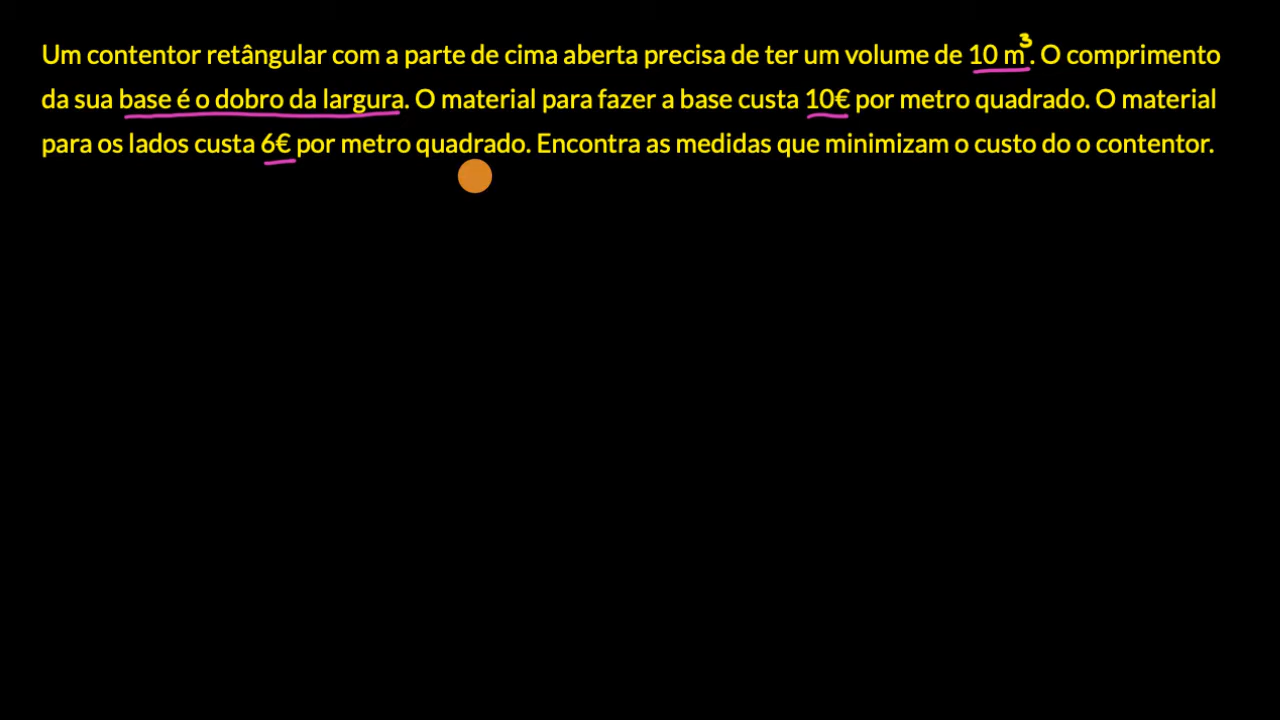 Um contentor retângular com a parte de cima aberta precisa de ter um volume de 10 m³. O comprimento
da sua base é o dobro da largura. O material para fazer a base custa 10€ por metro quadrado. O material
para os lados custa 6€ por metro quadrado. Encontra as medidas que minimizam o custo do o contentor.